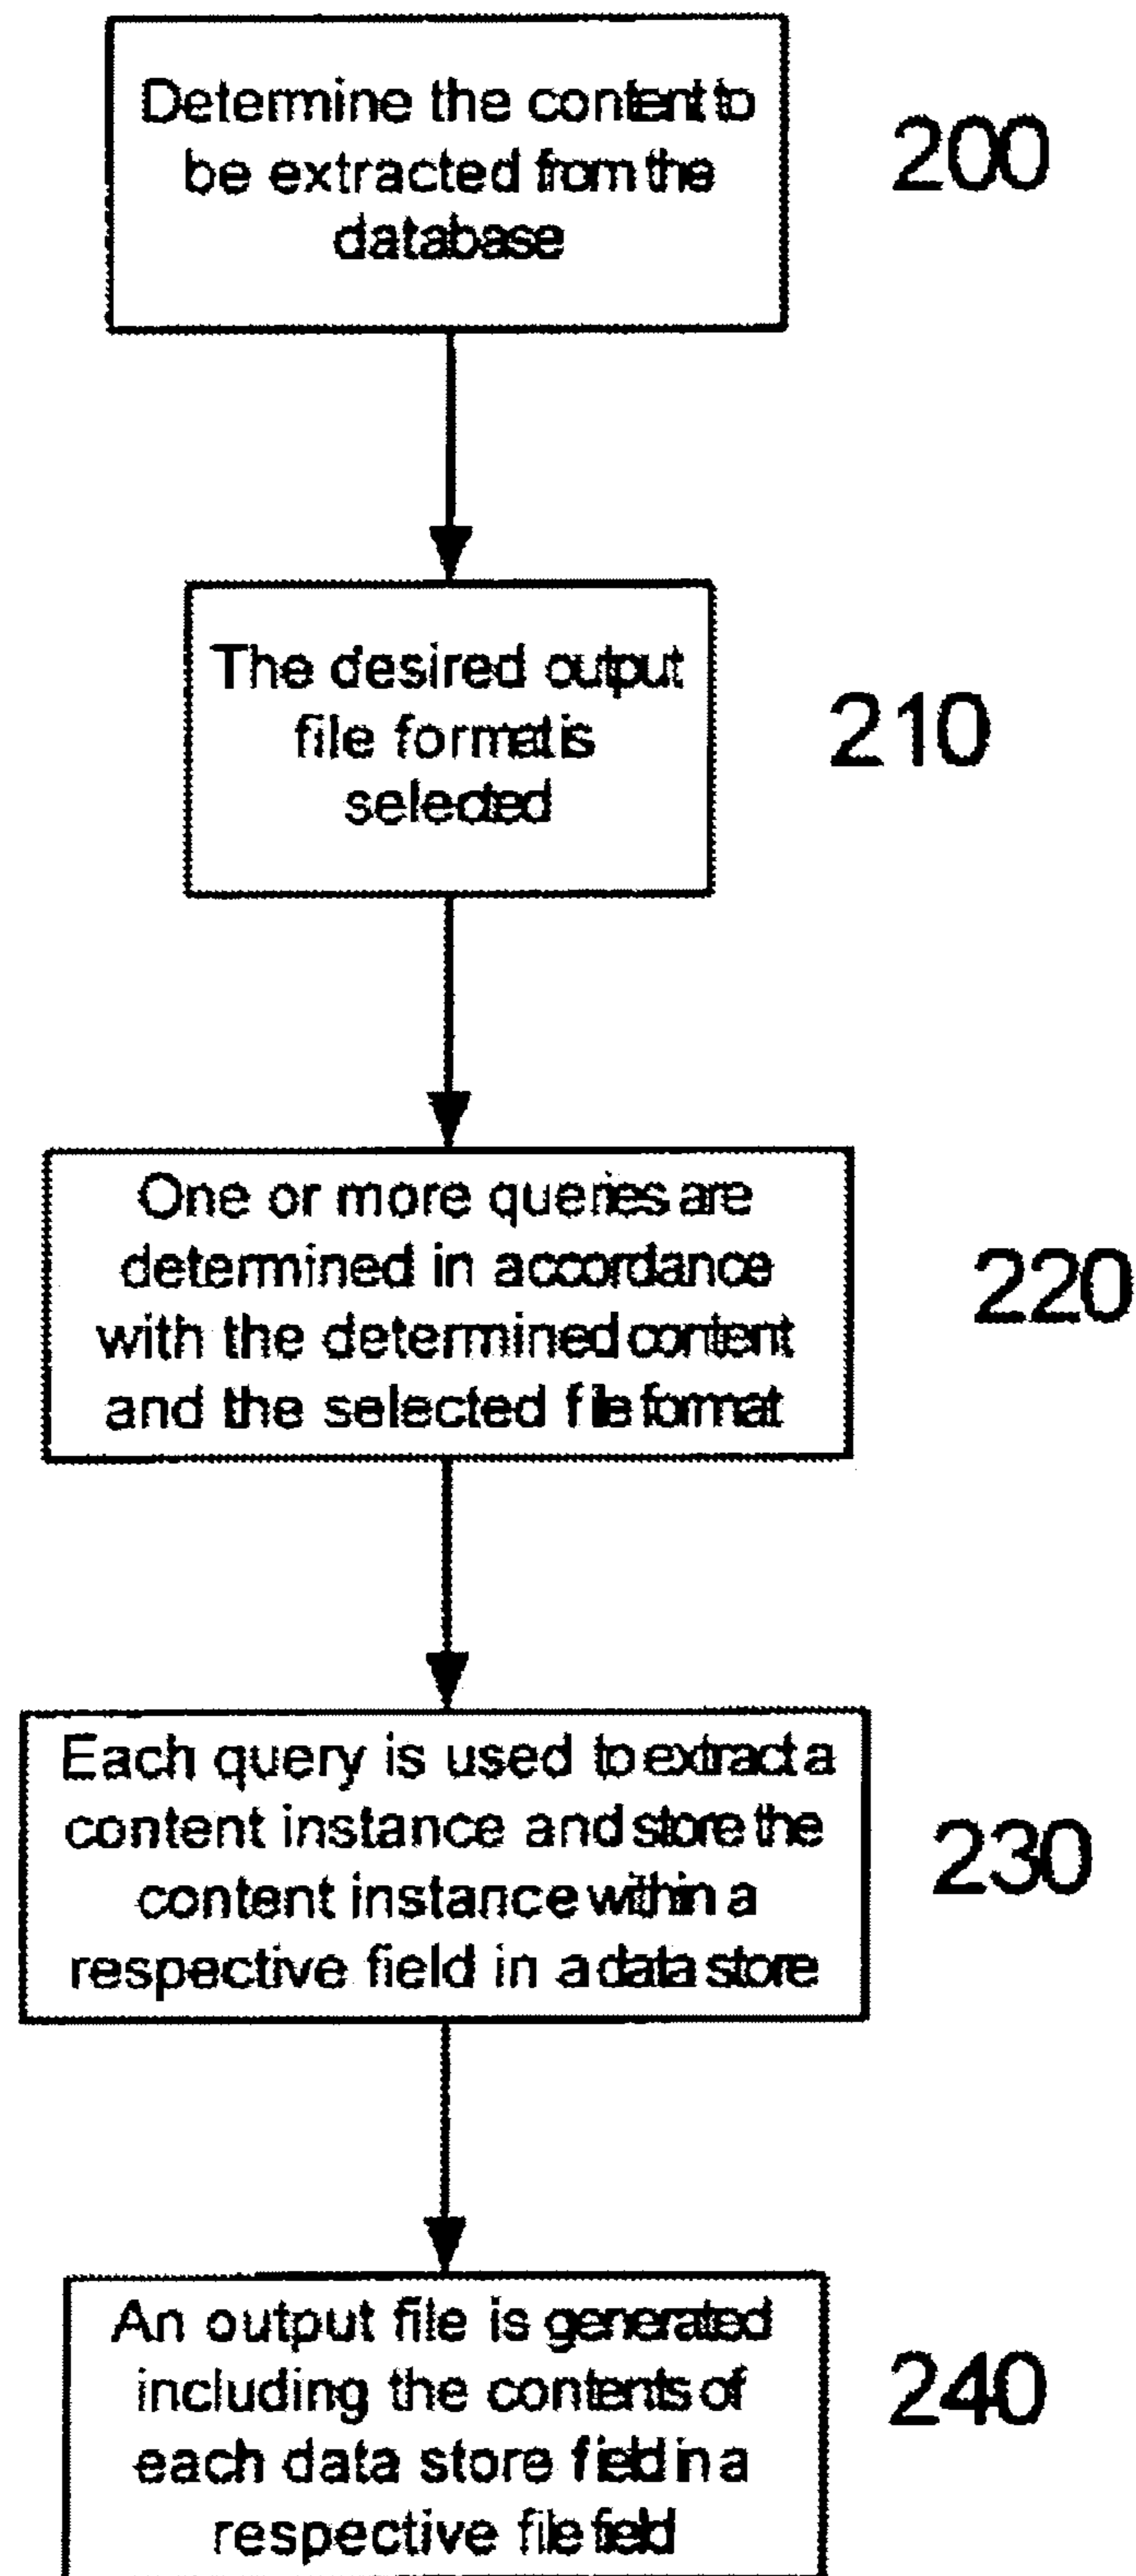 Determine the content to
be extracted from the
database
200
The desired output
file format is
selected
210
One or more queries are
determined in accordance
with the determined content
and the selected file format
220
Each query is used to extract a
content instance and store the
content instance within a
respective field in a data store
230
An output file is generated
including the contents of
each data store field in a
respective file field
240